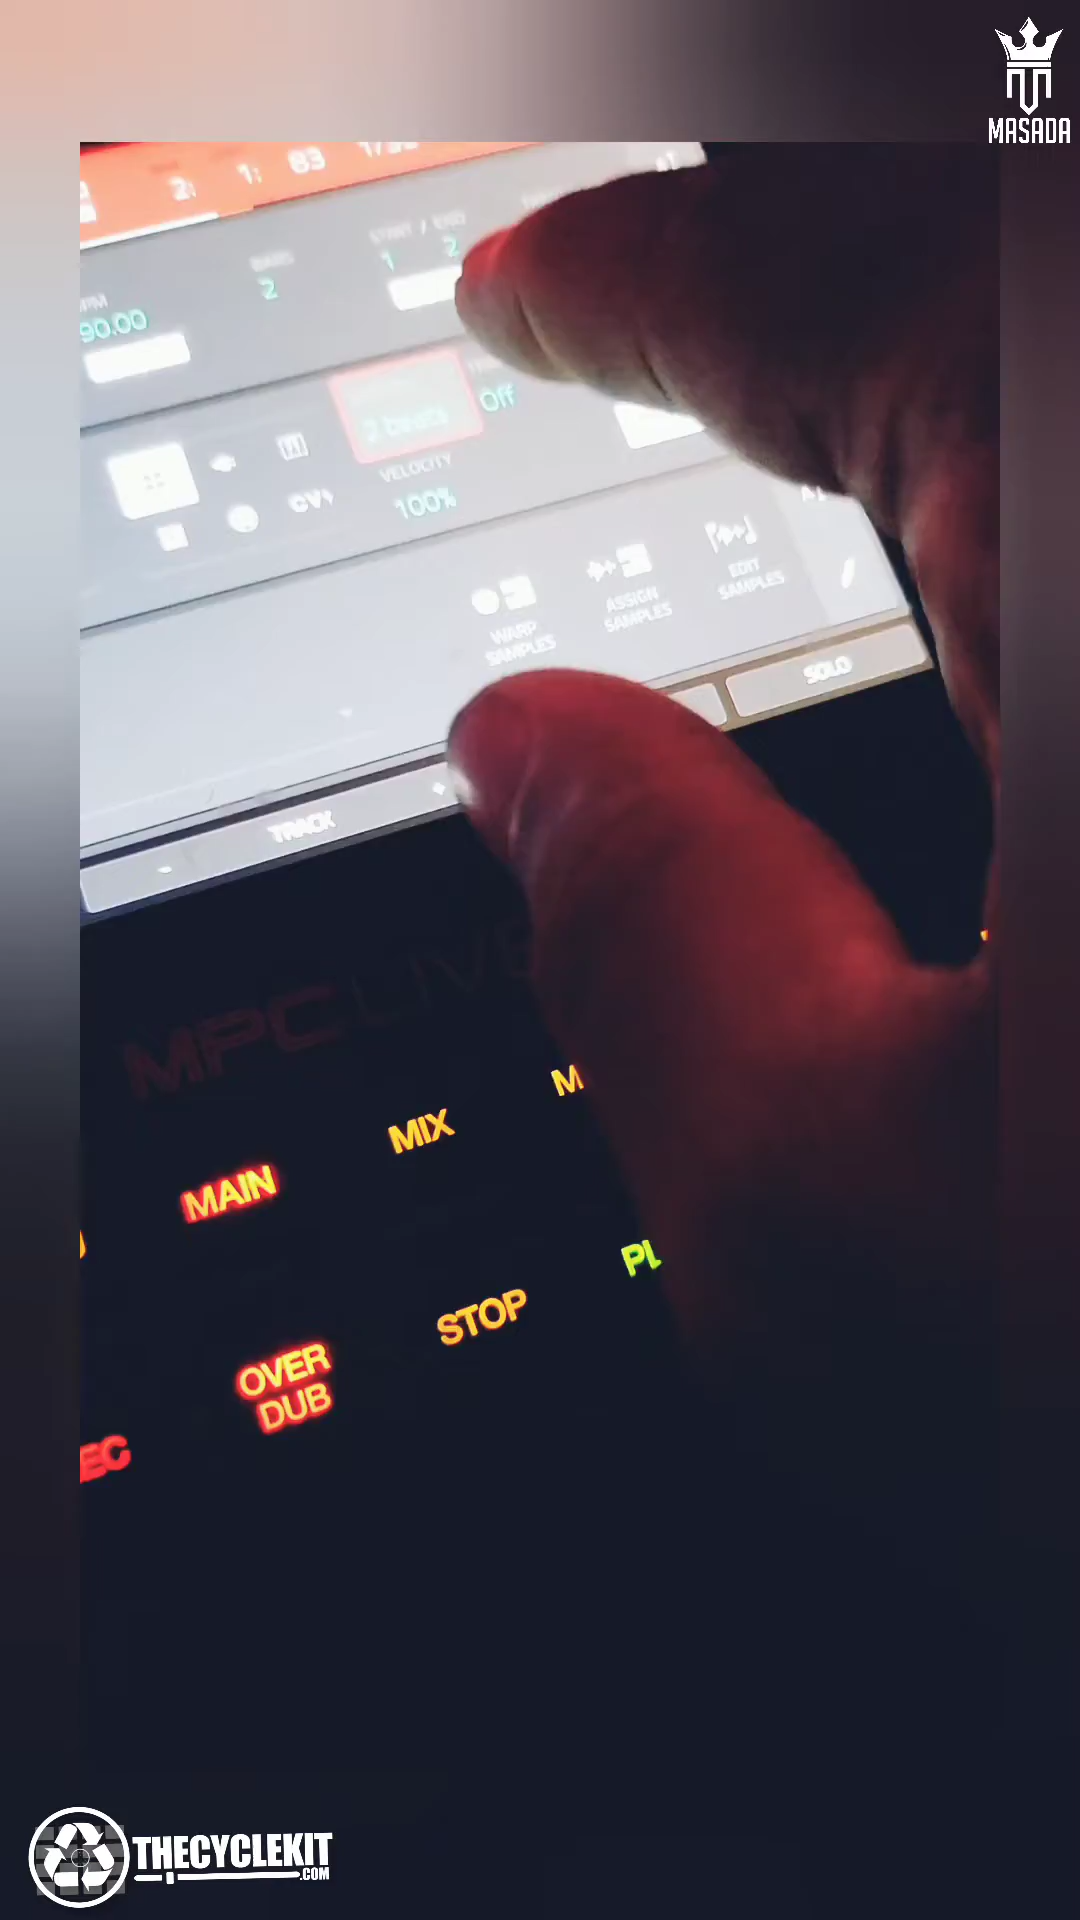 MASADA
2: 1: 83
START / END
1 2
BARS
2
BPM
90.00
2 beats
Off
VELOCITY
100%
CV
WARP
SAMPLES
ASSIGN
SAMPLES
EDIT
SAMPLES
SOLO
- TRACK +
MPC LIVE
MAIN
MIX
M
PL
STOP
OVER
DUB
EC
THECYCLEKIT
.COM